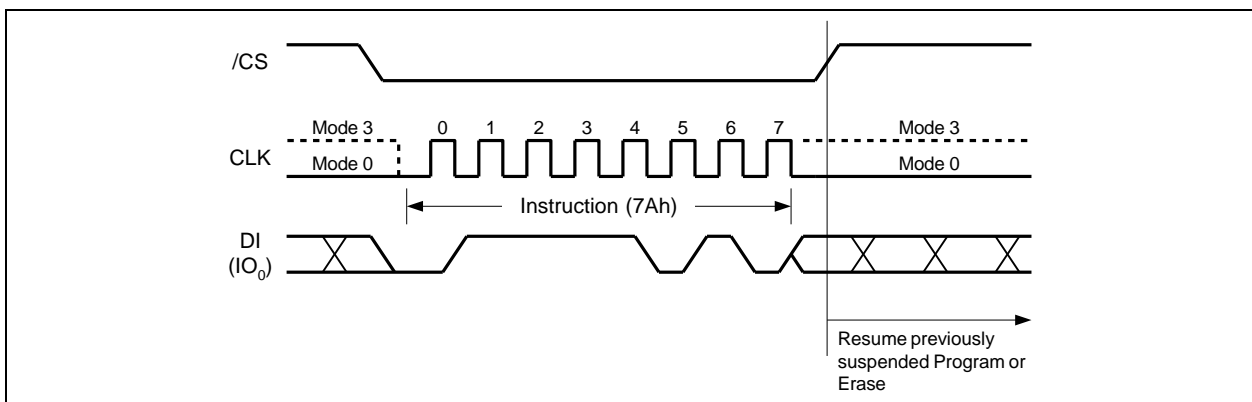 /CS
Mode 3
0 1 2 3 4 5 6 7
Mode 3
CLK
Mode 0
Mode 0
Instruction (7Ah)
DI
(IO0)
Resume previously
suspended Program or
Erase